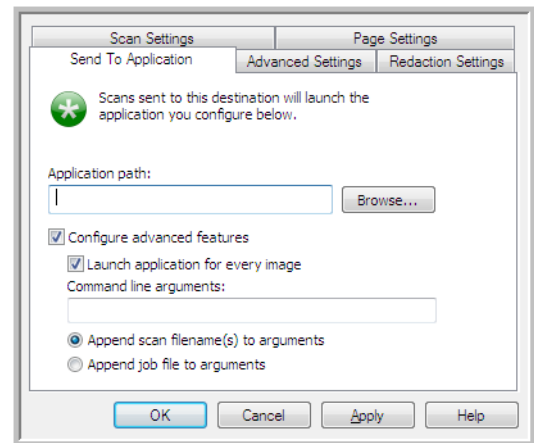 Scan Settings Page Settings
Send To Application Advanced Settings Redaction Settings
Scans sent to this destination will launch the
application you configure below.
Application path:
Browse...
Configure advanced features
Launch application for every image
Command line arguments:
Append scan filename(s) to arguments
Append job file to arguments
OK Cancel Apply Help